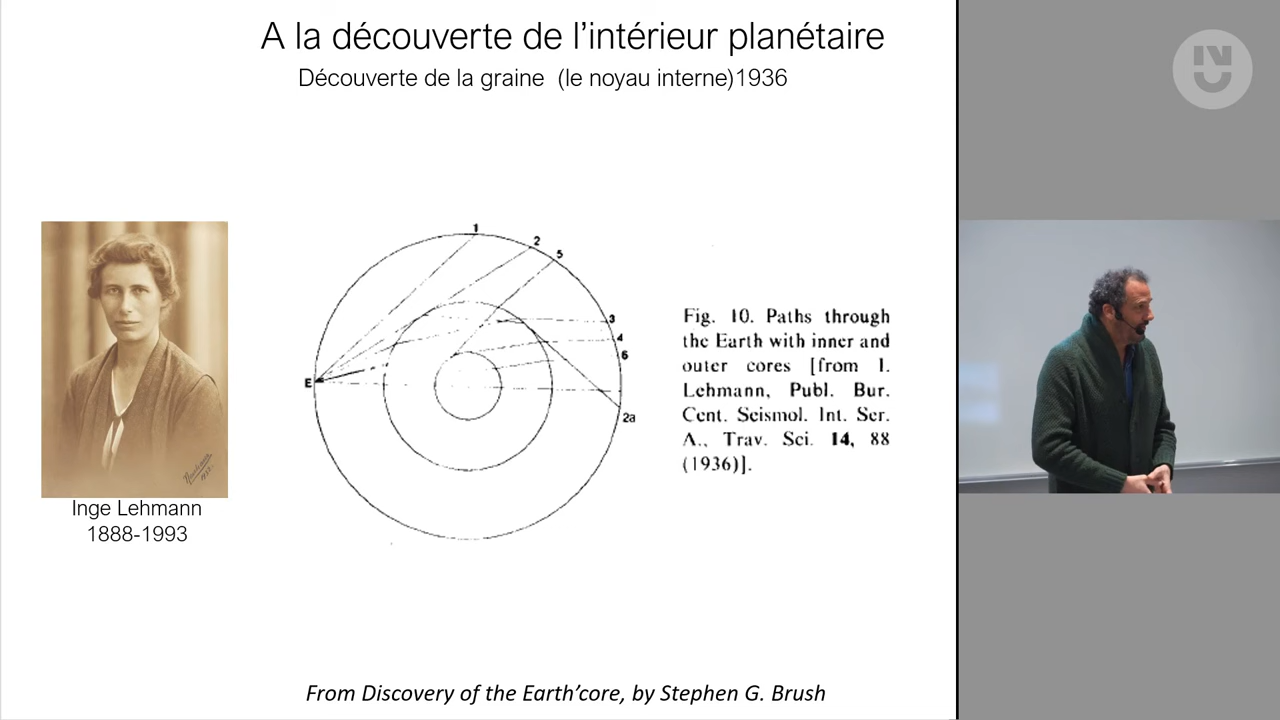 A la découverte de l’intérieur planétaire
Découverte de la graine (le noyau interne)1936
1
2
5
3
4
6
E
2a
Fig. 10. Paths through
the Earth with inner and
outer cores [from I.
Lehmann, Publ. Bur.
Cent. Seismol. Int. Ser.
A., Trav. Sci. 14, 88
(1936)].
Inge Lehmann
1888-1993
From Discovery of the Earth’core, by Stephen G. Brush